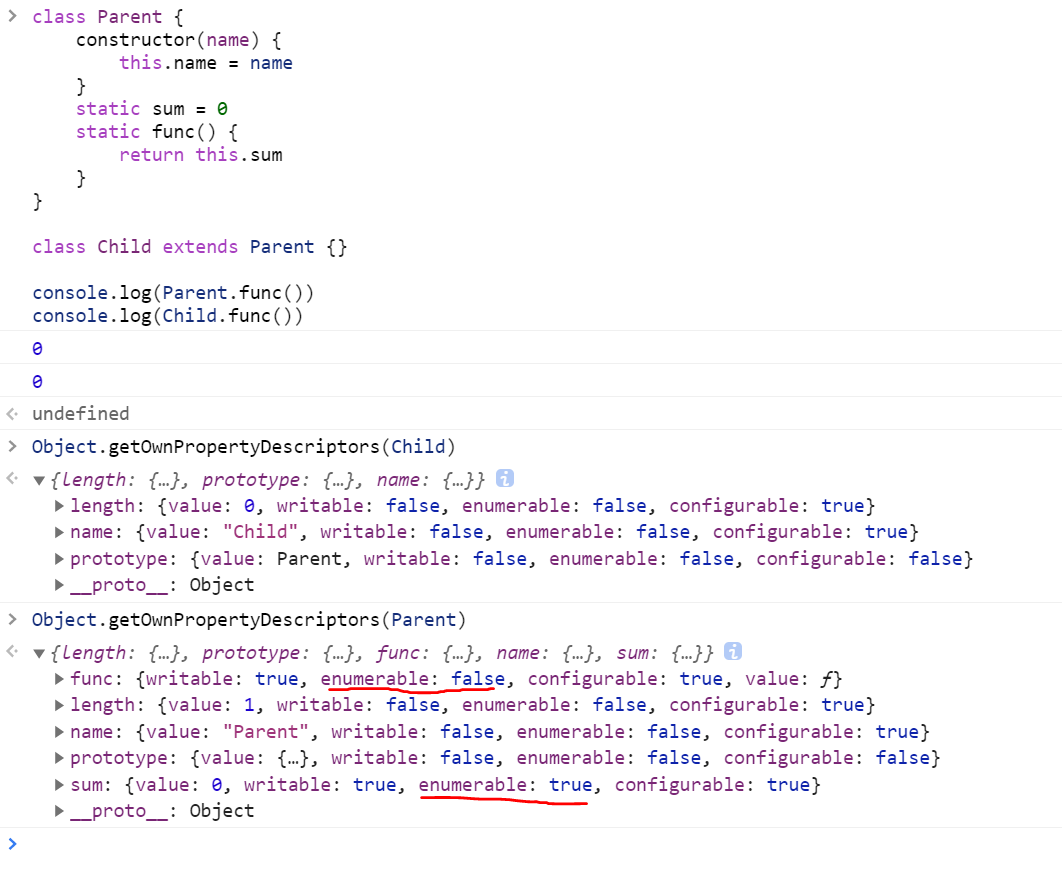 class Parent {
    constructor(name) {
        this.name = name
    }
    static sum = 0
    static func() {
        return this.sum
    }
}

class Child extends Parent {}

console.log(Parent.func())
console.log(Child.func())
0
0
undefined
Object.getOwnPropertyDescriptors(Child)
{length: {…}, prototype: {…}, name: {…}}
length: {value: 0, writable: false, enumerable: false, configurable: true}
name: {value: "Child", writable: false, enumerable: false, configurable: true}
prototype: {value: Parent, writable: false, enumerable: false, configurable: false}
__proto__: Object
Object.getOwnPropertyDescriptors(Parent)
{length: {…}, prototype: {…}, func: {…}, name: {…}, sum: {…}}
func: {writable: true, enumerable: false, configurable: true, value: ƒ}
length: {value: 1, writable: false, enumerable: false, configurable: true}
name: {value: "Parent", writable: false, enumerable: false, configurable: true}
prototype: {value: {…}, writable: false, enumerable: false, configurable: false}
sum: {value: 0, writable: true, enumerable: true, configurable: true}
__proto__: Object